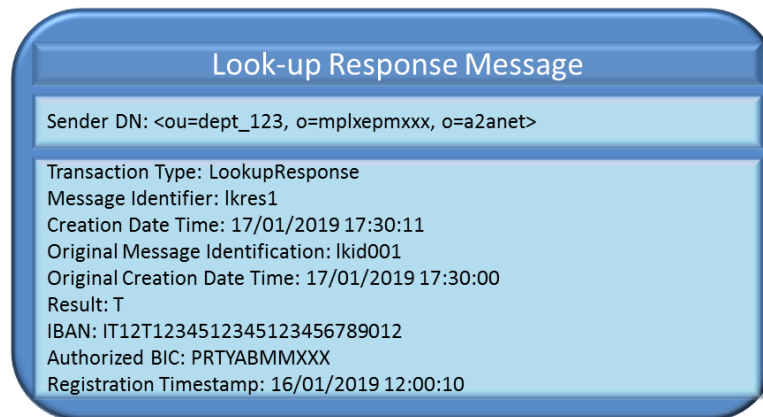 Look-up Response Message
Sender DN: <ou=dept_123, o=mplxepmxxx, o=a2anet>
Transaction Type: LookupResponse
Message Identifier: lkres1
Creation Date Time: 17/01/2019 17:30:11
Original Message Identification: lkid001
Original Creation Date Time: 17/01/2019 17:30:00
Result: T
IBAN: IT12T1234512345123456789012
Authorized BIC: PRTYABMMXXX
Registration Timestamp: 16/01/2019 12:00:10